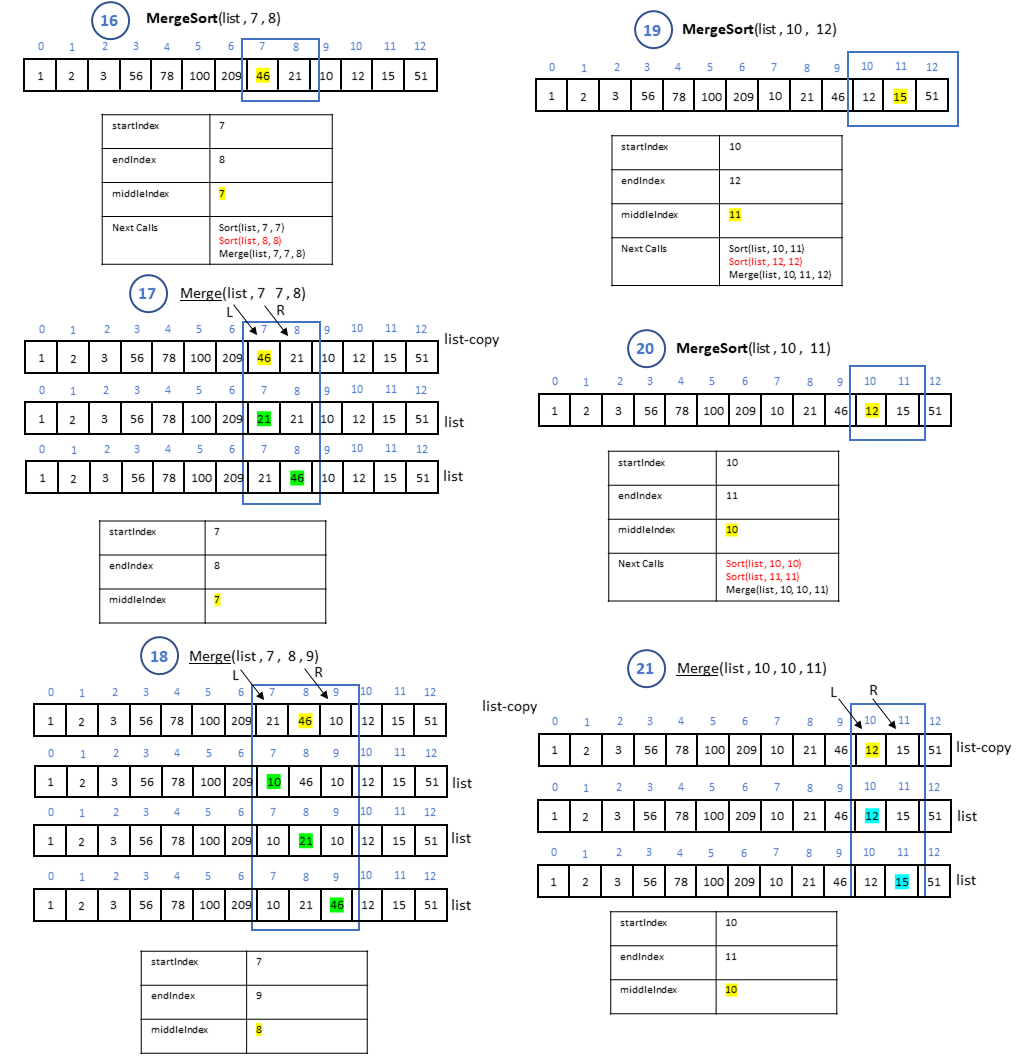 16 MergeSort(list , 7 , 8)
0 1 2 3 4 5 6 7 8 9 10 11 12
1 2 3 56 78 100 209 46 21 10 12 15 51
startIndex 7
endIndex 8
middleIndex 7
Next Calls Sort(list , 7 , 7)
Sort(list , 8, 8)
Merge(list , 7, 7, 8)
17 Merge(list , 7 7 , 8)
L R
0 1 2 3 4 5 6 7 8 9 10 11 12
list-copy
1 2 3 56 78 100 209 46 21 10 12 15 51
0 1 2 3 4 5 6 7 8 9 10 11 12
1 2 3 56 78 100 209 21 21 10 12 15 51 list
0 1 2 3 4 5 6 7 8 9 10 11 12
1 2 3 56 78 100 209 21 46 10 12 15 51 list
startIndex 7
endIndex 8
middleIndex 7
18 Merge(list , 7 , 8 , 9)
L R
0 1 2 3 4 5 6 7 8 9 10 11 12
list-copy
1 2 3 56 78 100 209 21 46 10 12 15 51
0 1 2 3 4 5 6 7 8 9 10 11 12
1 2 3 56 78 100 209 10 46 10 12 15 51 list
0 1 2 3 4 5 6 7 8 9 10 11 12
1 2 3 56 78 100 209 10 21 10 12 15 51 list
0 1 2 3 4 5 6 7 8 9 10 11 12
1 2 3 56 78 100 209 10 21 46 12 15 51 list
startIndex 7
endIndex 9
middleIndex 8
19 MergeSort(list , 10 , 12)
0 1 2 3 4 5 6 7 8 9 10 11 12
1 2 3 56 78 100 209 10 21 46 12 15 51
startIndex 10
endIndex 12
middleIndex 11
Next Calls Sort(list , 10, 11)
Sort(list , 12, 12)
Merge(list , 10, 11, 12)
20 MergeSort(list , 10 , 11)
0 1 2 3 4 5 6 7 8 9 10 11 12
1 2 3 56 78 100 209 10 21 46 12 15 51
startIndex 10
endIndex 11
middleIndex 10
Next Calls Sort(list , 10 , 10)
Sort(list , 11, 11)
Merge(list , 10, 10, 11)
21 Merge(list , 10 , 10 , 11)
L R
0 1 2 3 4 5 6 7 8 9 10 11 12
1 2 3 56 78 100 209 10 21 46 12 15 51 list-copy
0 1 2 3 4 5 6 7 8 9 10 11 12
1 2 3 56 78 100 209 10 21 46 12 15 51 list
0 1 2 3 4 5 6 7 8 9 10 11 12
1 2 3 56 78 100 209 10 21 46 12 15 51 list
startIndex 10
endIndex 11
middleIndex 10